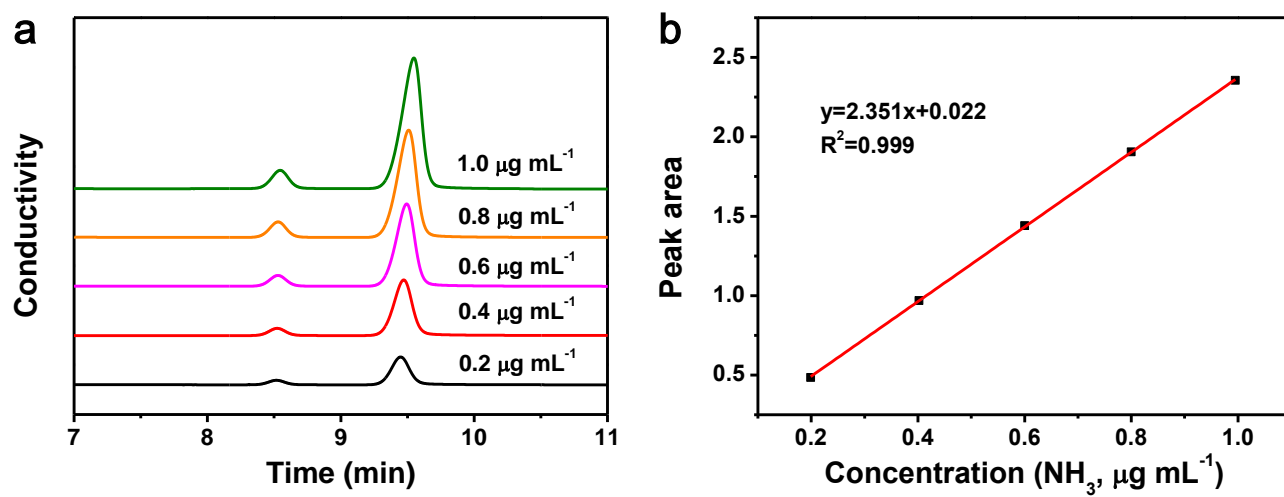 a
Conductivity
1.0 μg mL⁻¹
0.8 μg mL⁻¹
0.6 μg mL⁻¹
0.4 μg mL⁻¹
0.2 μg mL⁻¹
7 8 9 10 11
Time (min)
b
Peak area
2.5
2.0
1.5
1.0
0.5
y=2.351x+0.022
R²=0.999
0.2 0.4 0.6 0.8 1.0
Concentration (NH₃, μg mL⁻¹)